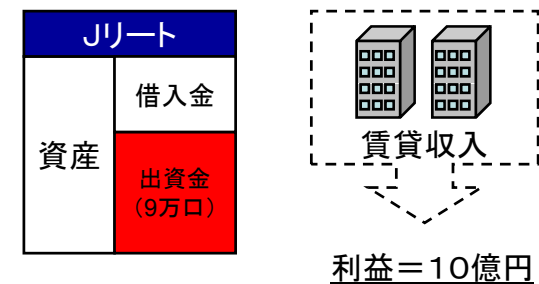 Jリート
借入金
資産
出資金
（9万口）
賃貸収入
利益＝１０億円